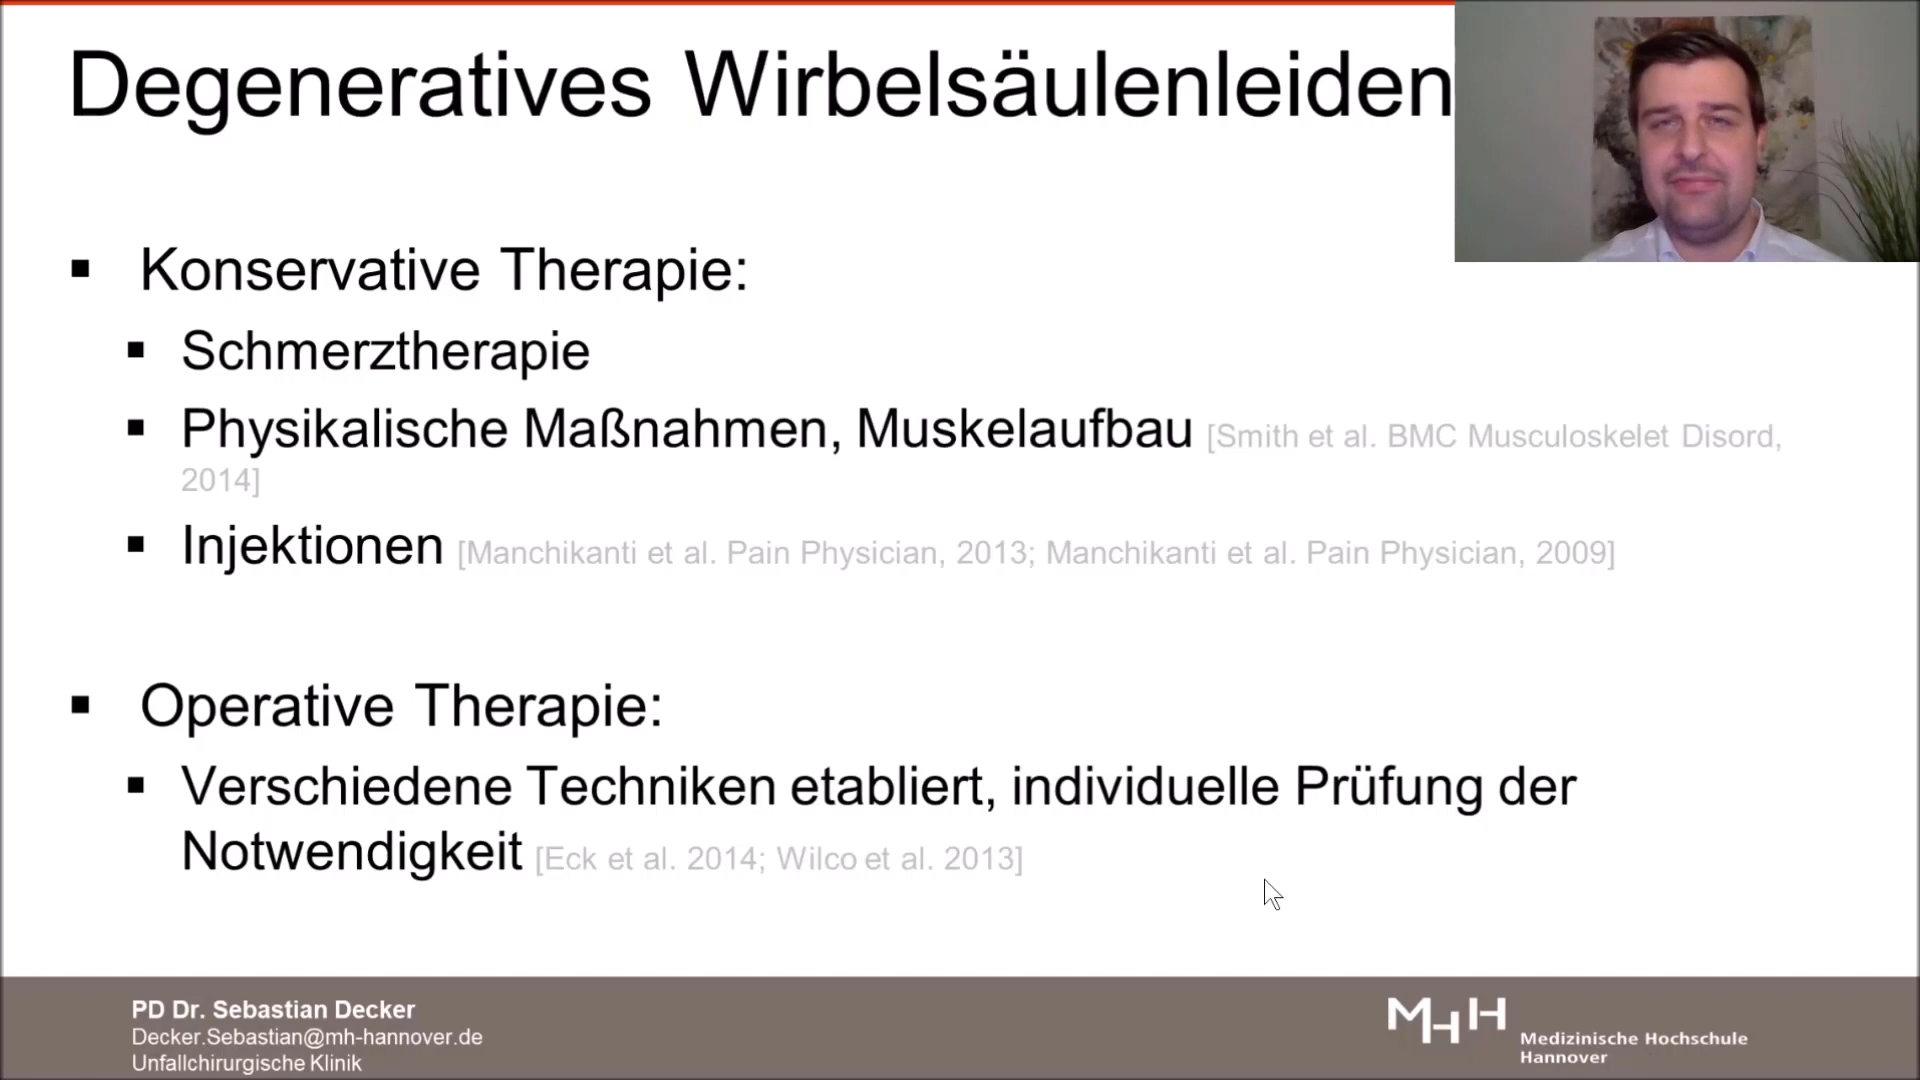 Degeneratives Wirbelsäulenleiden
▪ Konservative Therapie:
▪ Schmerztherapie
▪ Physikalische Maßnahmen, Muskelaufbau [Smith et al. BMC Musculoskelet Disord,
2014]
▪ Injektionen [Manchikanti et al. Pain Physician, 2013; Manchikanti et al. Pain Physician, 2009]
▪ Operative Therapie:
▪ Verschiedene Techniken etabliert, individuelle Prüfung der
Notwendigkeit [Eck et al. 2014; Wilco et al. 2013]
PD Dr. Sebastian Decker
Decker.Sebastian@mh-hannover.de
Unfallchirurgische Klinik
MHH
Medizinische Hochschule
Hannover